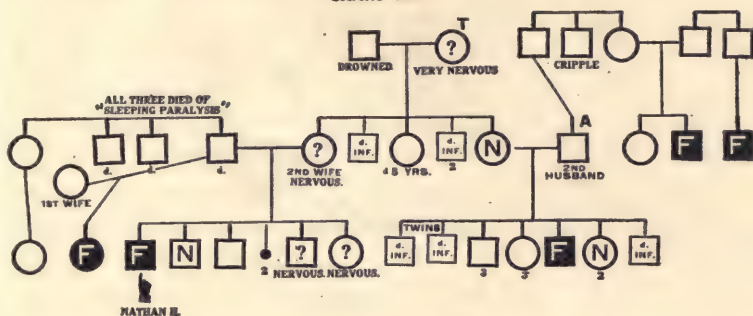 T
?
DROWNED
VERY NERVOUS
CRIPPLE
"ALL THREE DIED OF
SLEEPING PARALYSIS"
A
d.
d.
d.
?
d.
INF.
d.
INF.
2
N
F
F
2ND WIFE
NERVOUS.
45 YRS.
2ND
HUSBAND
1ST WIFE
TWINS
F
F
N
2
?
?
d.
INF.
d.
INF.
3
3
F
N
2
d.
INF.
NERVOUS.
NERVOUS.
NATHAN H.